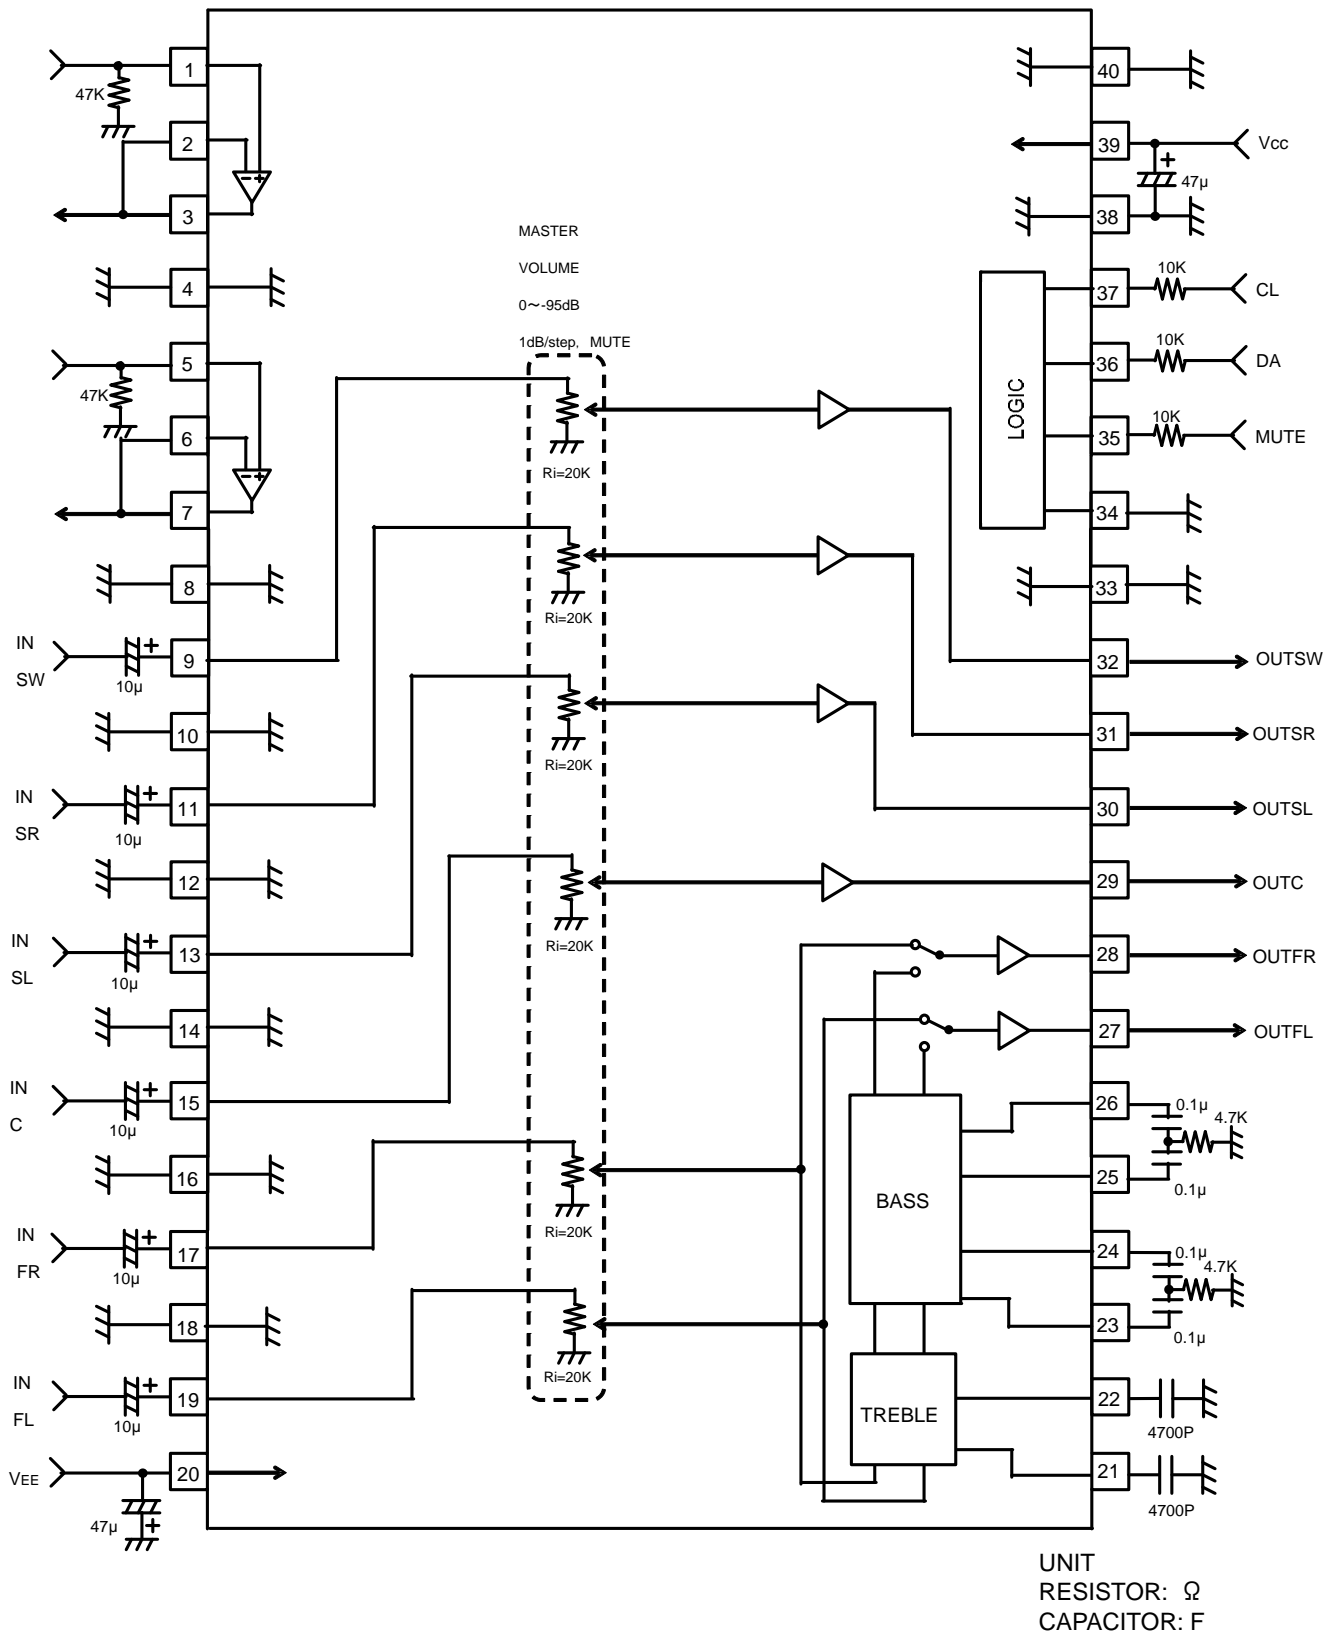 1
40
47K
2
39
Vcc
47μ
3
38
MASTER
VOLUME
0～-95dB
1dB/step, MUTE
4
37
10K
CL
5
36
10K
DA
47K
LOGIC
6
35
10K
MUTE
Ri=20K
7
34
8
33
Ri=20K
IN
SW
10μ
9
32
OUTSW
10
31
OUTSR
Ri=20K
IN
SR
10μ
11
30
OUTSL
12
29
OUTC
Ri=20K
IN
SL
10μ
13
28
OUTFR
14
27
OUTFL
IN
C
10μ
15
26
0.1μ
4.7K
16
25
0.1μ
BASS
Ri=20K
IN
FR
10μ
17
24
0.1μ
4.7K
18
23
0.1μ
Ri=20K
IN
FL
10μ
19
22
4700P
TREBLE
VEE
20
21
47μ
4700P
- +
- +
+
+
+
+
+
+
+
+
UNIT
RESISTOR: Ω
CAPACITOR: F